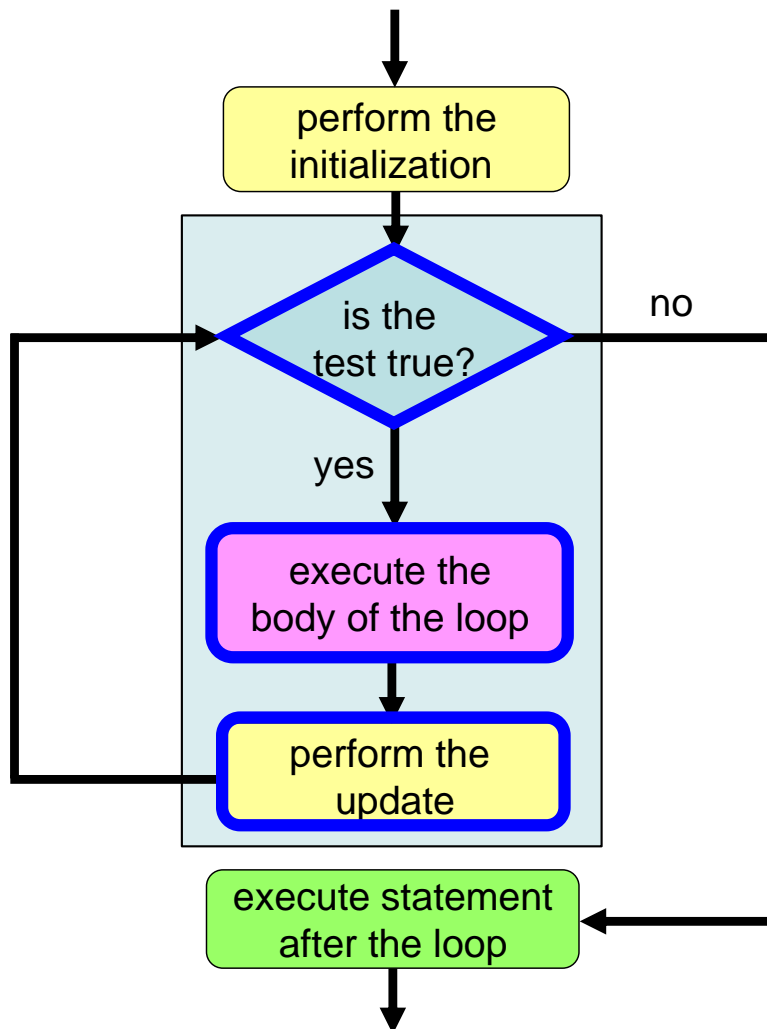 perform the
initialization
is the
test true?
no
yes
execute the
body of the loop
perform the
update
execute statement
after the loop